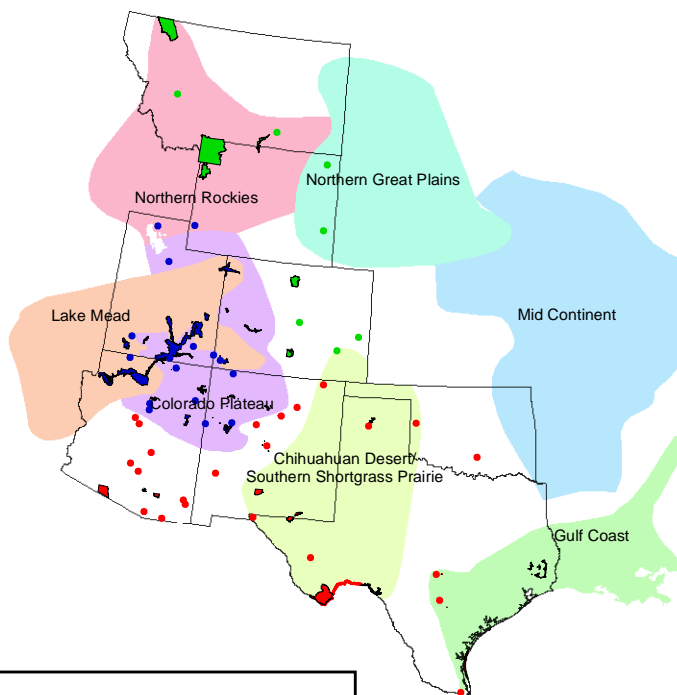 Northern Great Plains
Northern Rockies
Lake Mead
Mid Continent
Colorado Plateau
Chihuahuan Desert/
Southern Shortgrass Prairie
Gulf Coast